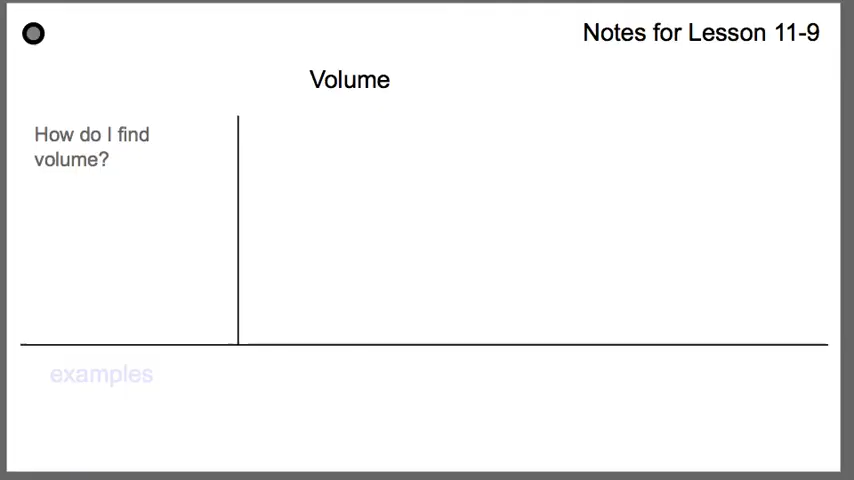 Notes for Lesson 11-9
Volume
How do I find
volume?
examples